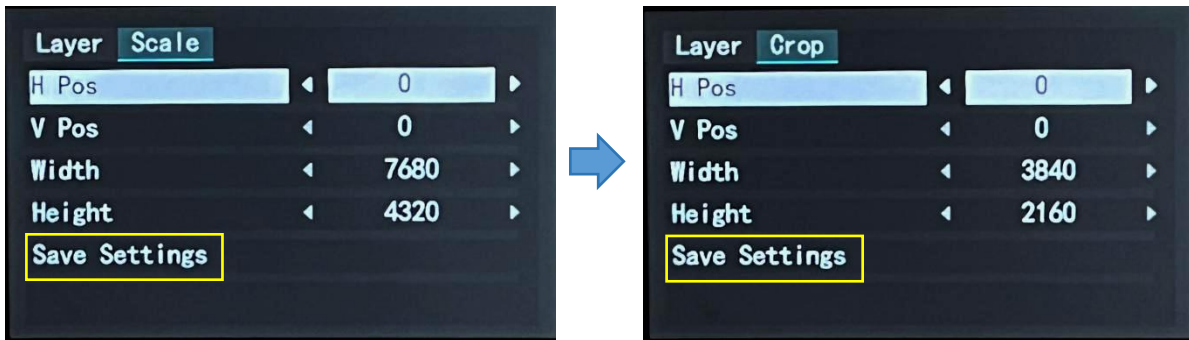 Layer Scale
H Pos 0
V Pos 0
Width 7680
Height 4320
Save Settings
Layer Crop
H Pos 0
V Pos 0
Width 3840
Height 2160
Save Settings